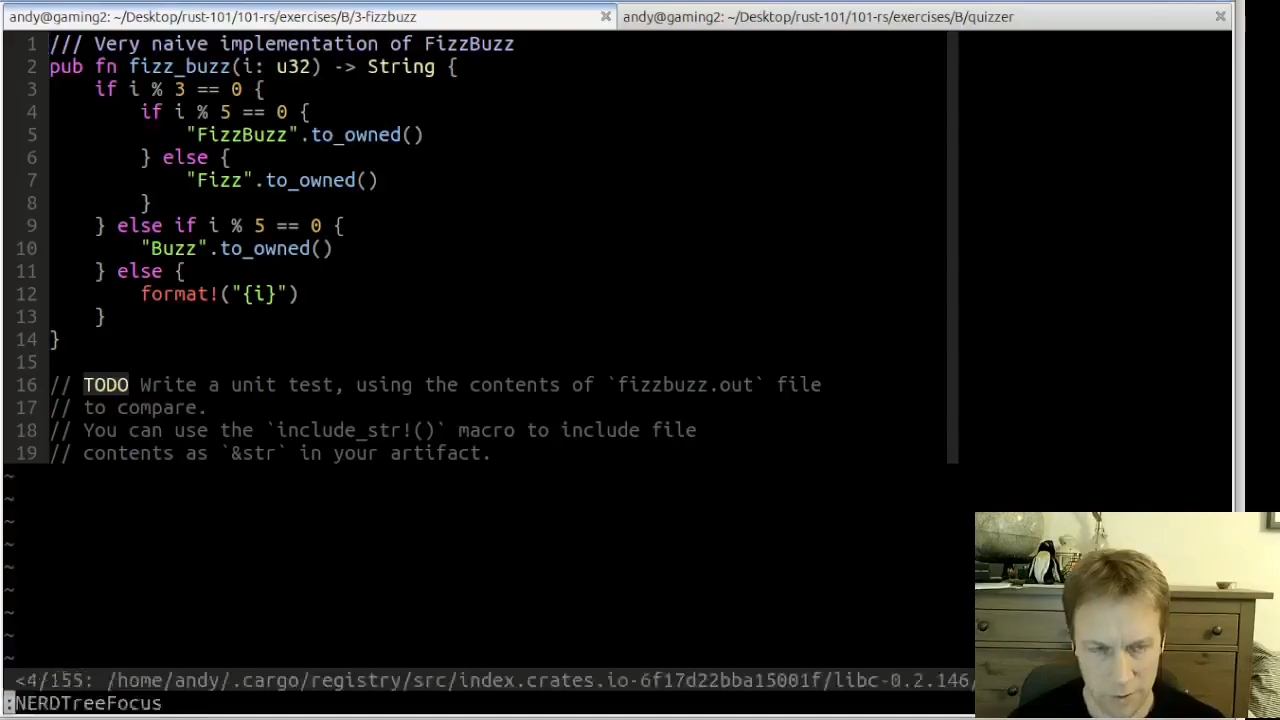 andy@gaming2: ~/Desktop/rust-101/101-rs/exercises/B/3-fizzbuzz
andy@gaming2: ~/Desktop/rust-101/101-rs/exercises/B/quizzer
1 /// Very naive implementation of FizzBuzz
2 pub fn fizz_buzz(i: u32) -> String {
3     if i % 3 == 0 {
4         if i % 5 == 0 {
5             "FizzBuzz".to_owned()
6         } else {
7             "Fizz".to_owned()
8         }
9     } else if i % 5 == 0 {
10         "Buzz".to_owned()
11     } else {
12         format!("{i}")
13     }
14 }
15
16 // TODO Write a unit test, using the contents of `fizzbuzz.out` file
17 // to compare.
18 // You can use the `include_str!()` macro to include file
19 // contents as `&str` in your artifact.
~
~
~
~
~
~
~
~
~
<4/155: /home/andy/.cargo/registry/src/index.crates.io-6f17d22bba15001f/libc-0.2.146/
:NERDTreeFocus